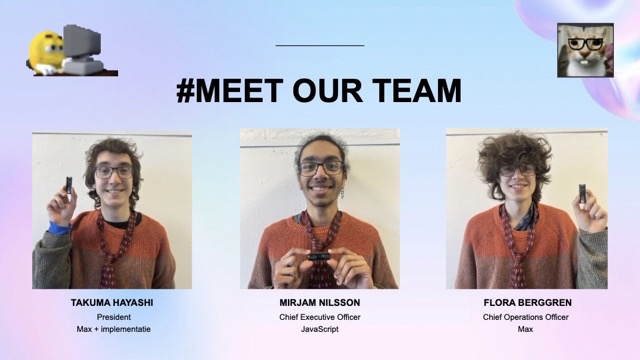 #MEET OUR TEAM
TAKUMA HAYASHI
President
Max + implementatie
MIRJAM NILSSON
Chief Executive Officer
JavaScript
FLORA BERGGREN
Chief Operations Officer
Max